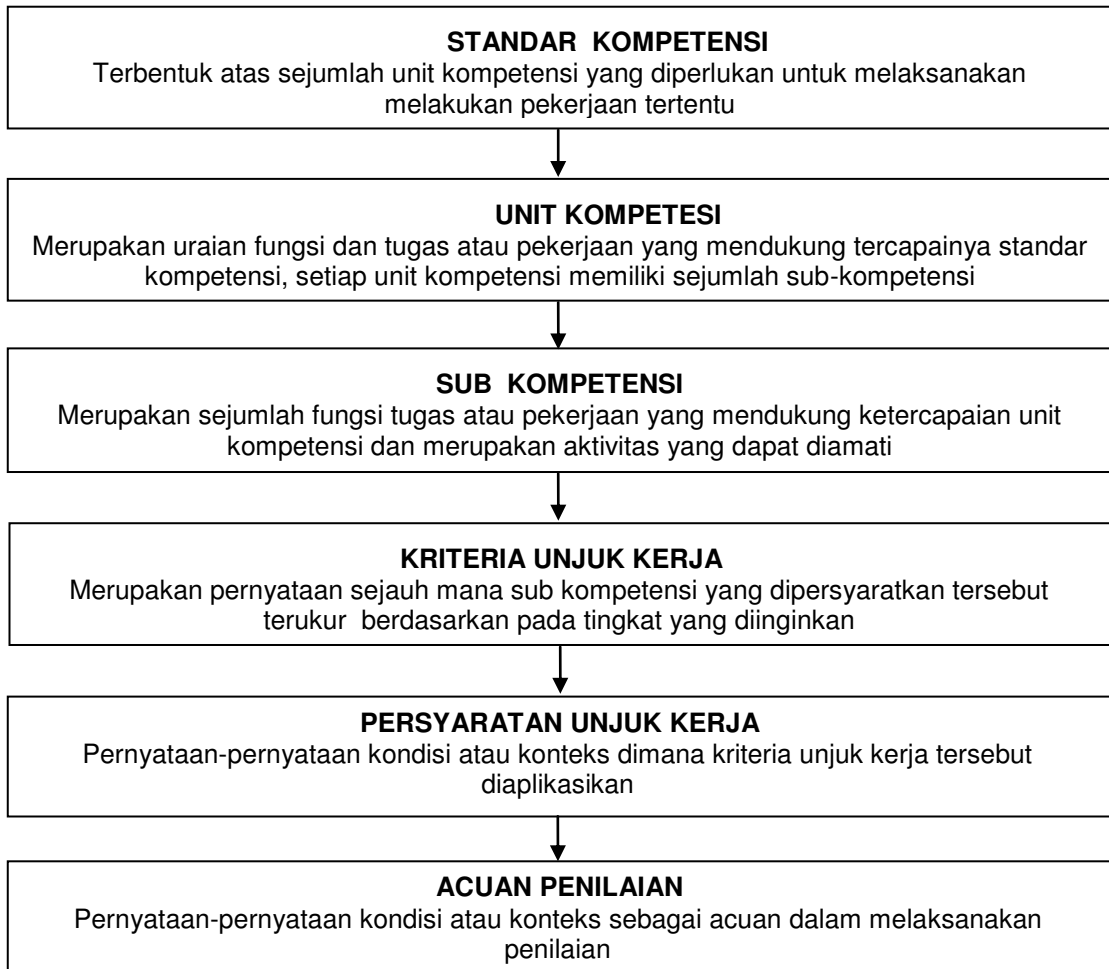 STANDAR KOMPETENSI
Terbentuk atas sejumlah unit kompetensi yang diperlukan untuk melaksanakan
melakukan pekerjaan tertentu
UNIT KOMPETESI
Merupakan uraian fungsi dan tugas atau pekerjaan yang mendukung tercapainya standar
kompetensi, setiap unit kompetensi memiliki sejumlah sub-kompetensi
SUB KOMPETENSI
Merupakan sejumlah fungsi tugas atau pekerjaan yang mendukung ketercapaian unit
kompetensi dan merupakan aktivitas yang dapat diamati
KRITERIA UNJUK KERJA
Merupakan pernyataan sejauh mana sub kompetensi yang dipersyaratkan tersebut
terukur berdasarkan pada tingkat yang diinginkan
PERSYARATAN UNJUK KERJA
Pernyataan-pernyataan kondisi atau konteks dimana kriteria unjuk kerja tersebut
diaplikasikan
ACUAN PENILAIAN
Pernyataan-pernyataan kondisi atau konteks sebagai acuan dalam melaksanakan
penilaian